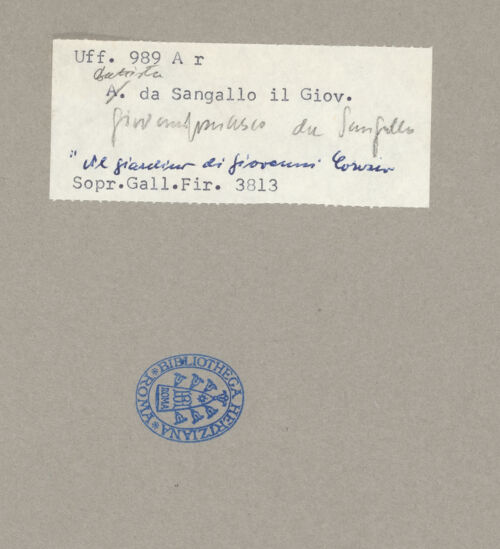 Uff. 989 A r
Batista
A. da Sangallo il Giov.
Giovanfrancesco da Sangallo
"Al giardino di Giovanni
Sopr.Gall.Fir. 3813
BIBLIOTHECA HERTZIANA ROMA
ROMA